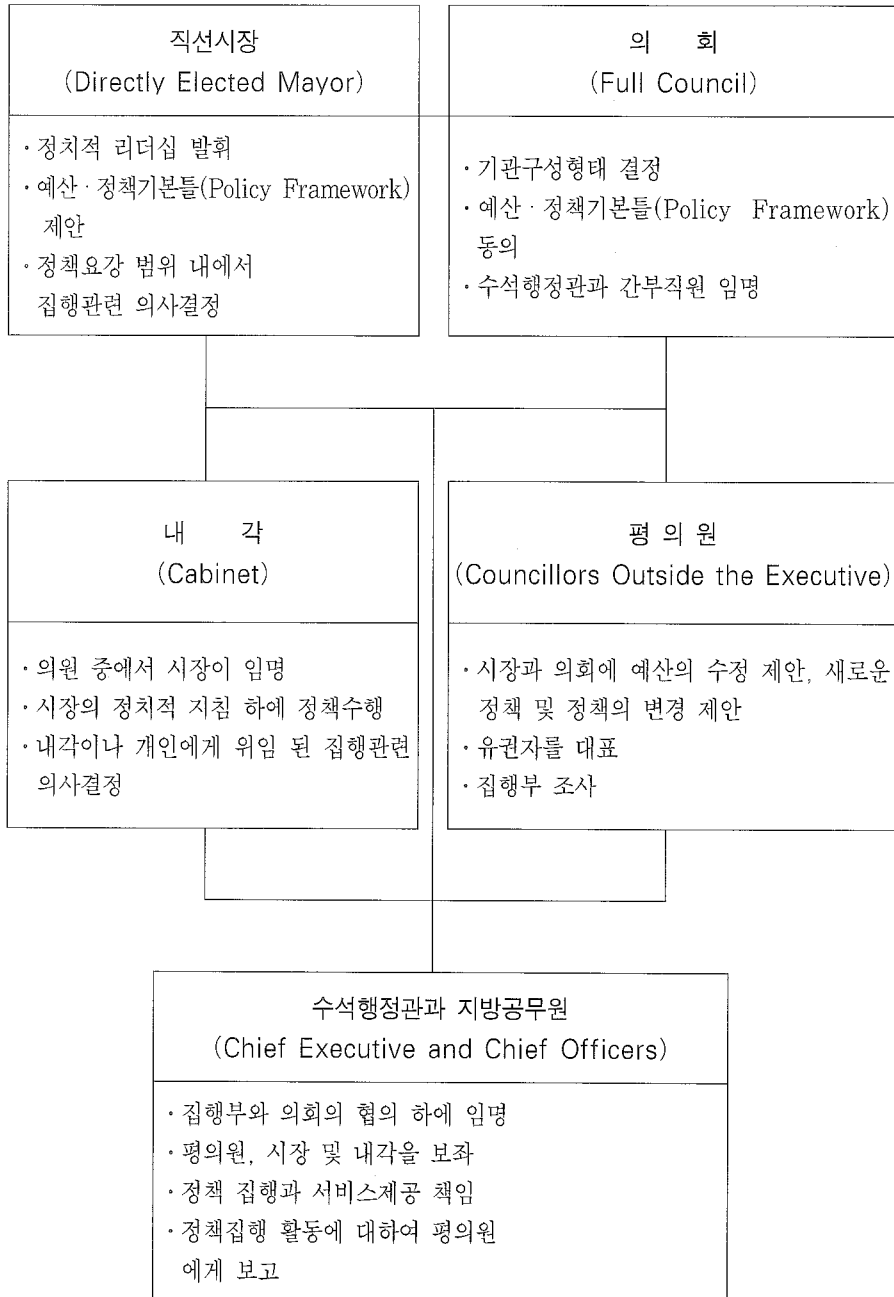 직선시장
(Directly Elected Mayor)
· 정치적 리더십 발휘
· 예산 · 정책기본틀(Policy Framework)
제안
· 정책요강 범위 내에서
집행관련 의사결정
의 회
(Full Council)
· 기관구성형태 결정
· 예산 · 정책기본틀(Policy Framework)
동의
· 수석행정관과 간부직원 임명
내 각
(Cabinet)
· 의원 중에서 시장이 임명
· 시장의 정치적 지침 하에 정책수행
· 내각이나 개인에게 위임 된 집행관련
의사결정
평 의 원
(Councillors Outside the Executive)
· 시장과 의회에 예산의 수정 제안, 새로운
정책 및 정책의 변경 제안
· 유권자를 대표
· 집행부 조사
수석행정관과 지방공무원
(Chief Executive and Chief Officers)
· 집행부와 의회의 협의 하에 임명
· 평의원, 시장 및 내각을 보좌
· 정책 집행과 서비스제공 책임
· 정책집행 활동에 대하여 평의원
에게 보고